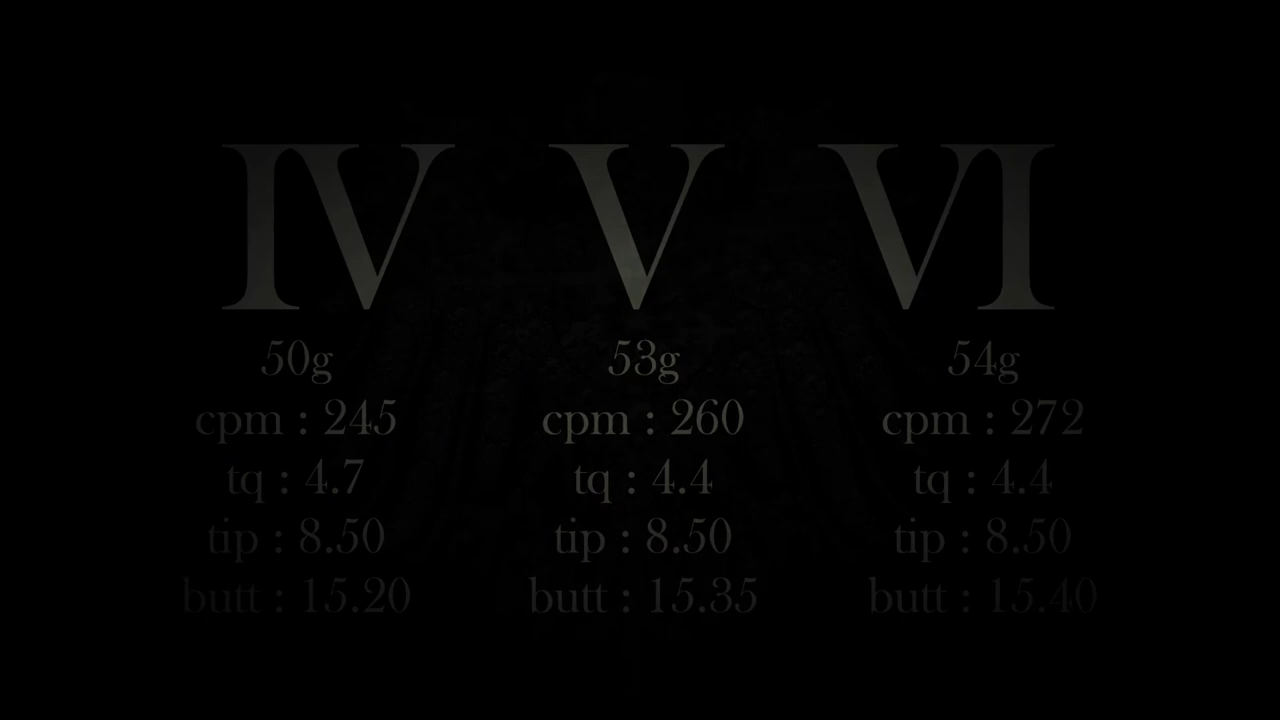 IV V VI
50g 53g 54g
cpm : 245 cpm : 260 cpm : 272
tq : 4.7 tq : 4.4 tq : 4.4
tip : 8.50 tip : 8.50 tip : 8.50
butt : 15.20 butt : 15.35 butt : 15.40